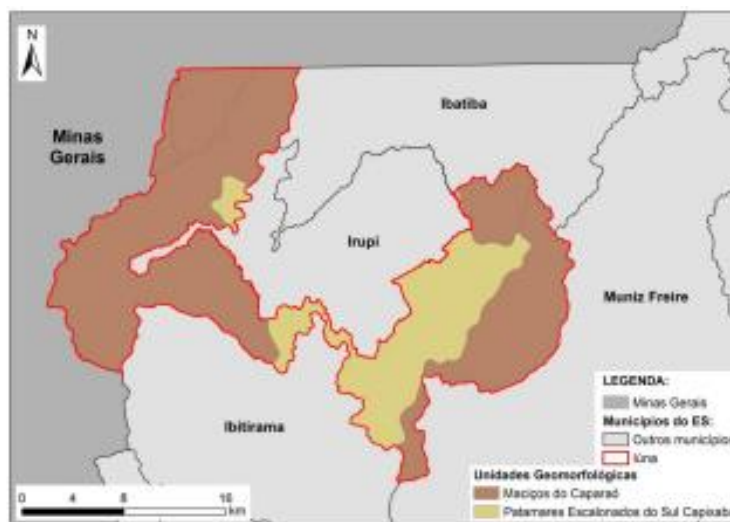 N
Ibatiba
Minas
Gerais
Irupi
Muniz Freire
Ibitirama
LEGENDA:
Minas Gerais
Municípios do ES:
Outros municípios
Iúna
Unidades Geomorfológicas
Maciços do Caparaó
Patamares Escalonados do Sul Capixaba
0 4 8 16
km